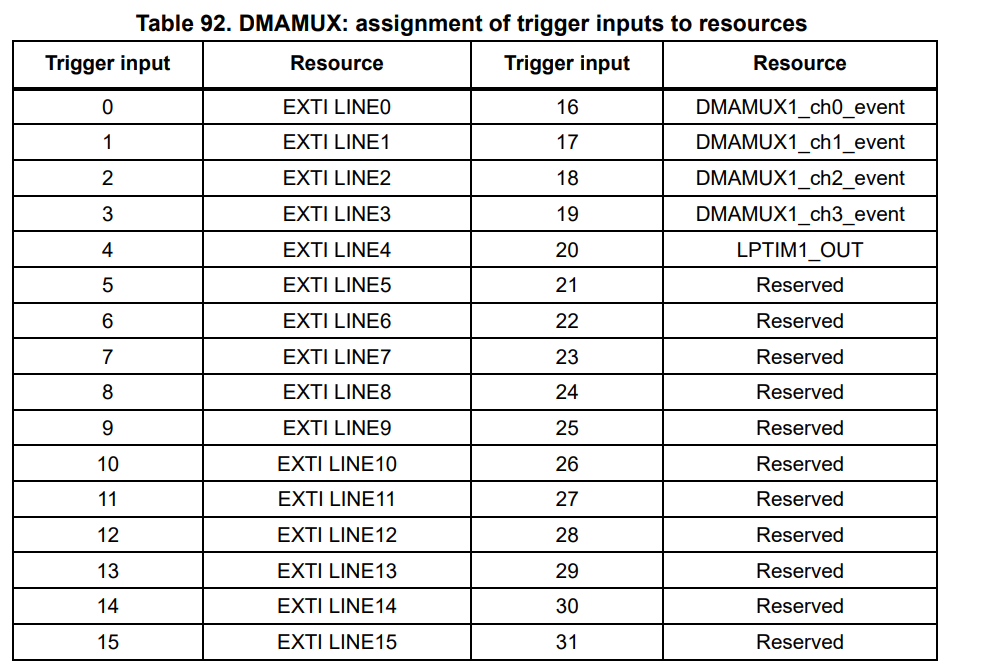 Table 92. DMAMUX: assignment of trigger inputs to resources
Trigger input Resource Trigger input Resource
0 EXTI LINE0 16 DMAMUX1_ch0_event
1 EXTI LINE1 17 DMAMUX1_ch1_event
2 EXTI LINE2 18 DMAMUX1_ch2_event
3 EXTI LINE3 19 DMAMUX1_ch3_event
4 EXTI LINE4 20 LPTIM1_OUT
5 EXTI LINE5 21 Reserved
6 EXTI LINE6 22 Reserved
7 EXTI LINE7 23 Reserved
8 EXTI LINE8 24 Reserved
9 EXTI LINE9 25 Reserved
10 EXTI LINE10 26 Reserved
11 EXTI LINE11 27 Reserved
12 EXTI LINE12 28 Reserved
13 EXTI LINE13 29 Reserved
14 EXTI LINE14 30 Reserved
15 EXTI LINE15 31 Reserved